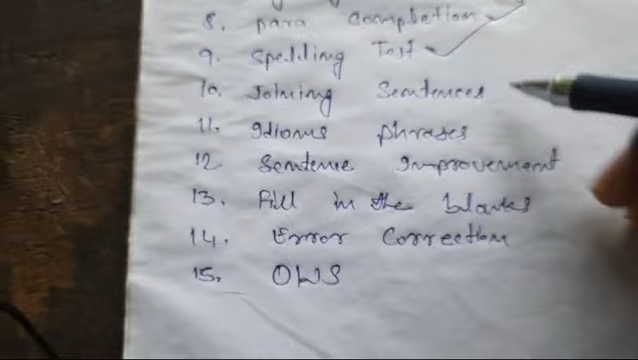 8. para completion
9. Spelling Test
10. Joining Sentences
11. Idioms phrases
12 Sentence Improvement
13. Fill in the blanks
14. Error Correction
15. OWS